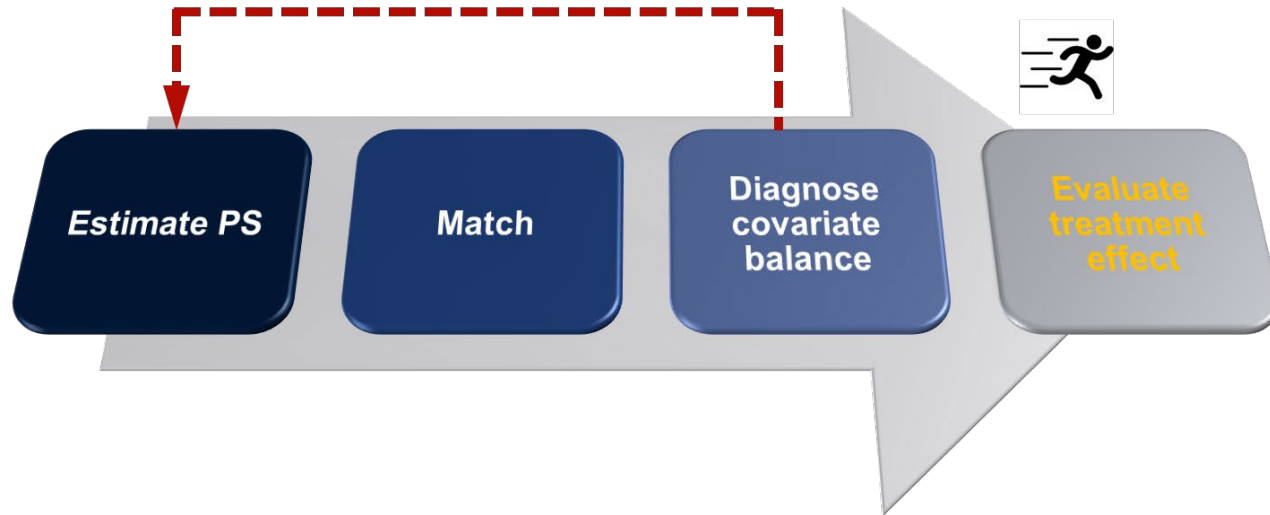 Estimate PS
Match
Diagnose
covariate
balance
Evaluate
treatment
effect